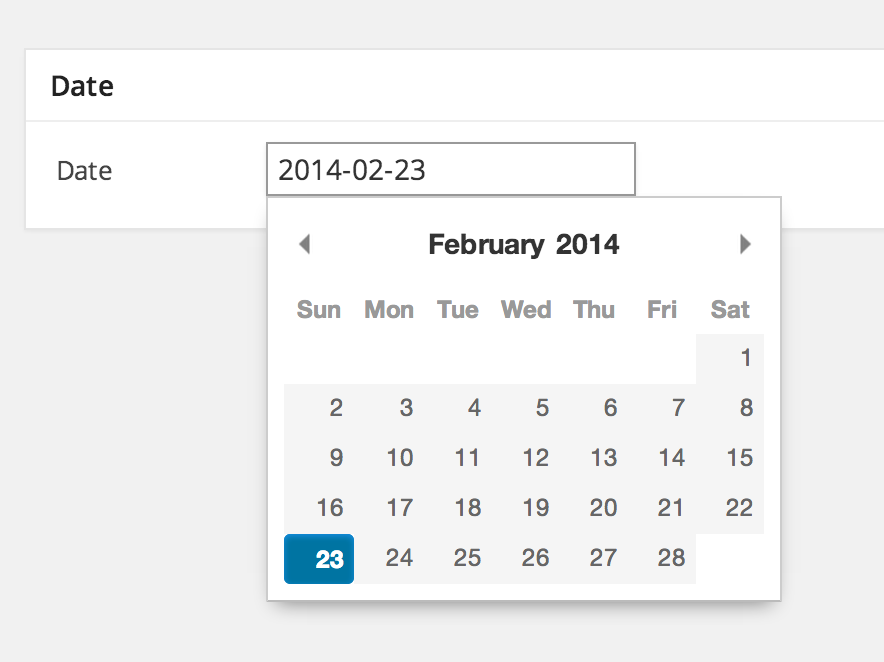 Date
Date 2014-02-23
February 2014
Sun Mon Tue Wed Thu Fri Sat
1
2 3 4 5 6 7 8
9 10 11 12 13 14 15
16 17 18 19 20 21 22
23 24 25 26 27 28